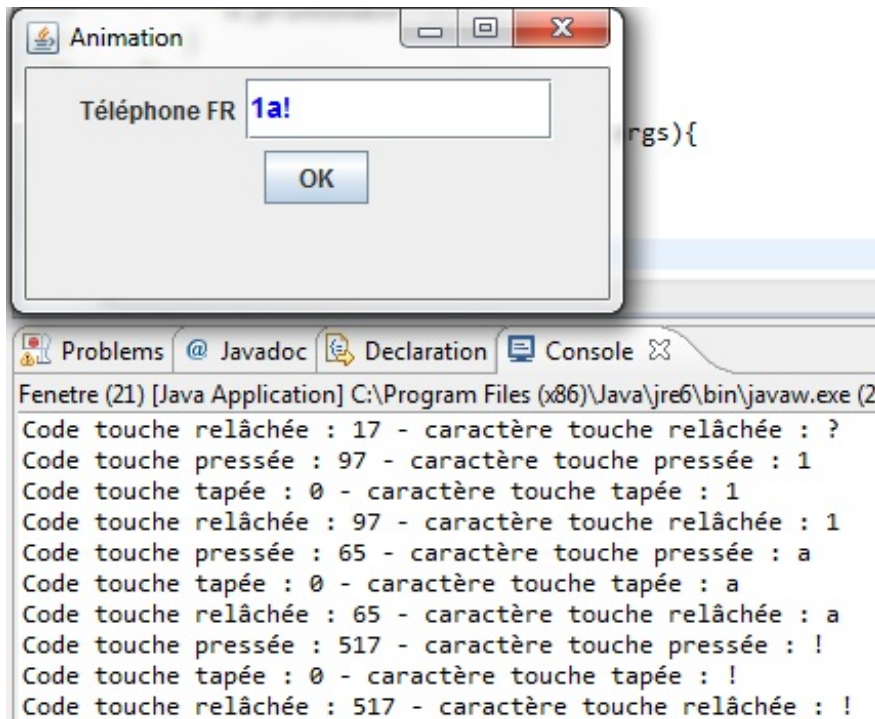 Animation
Téléphone FR 1a!
rgs){
OK
Problems @ Javadoc Declaration Console
Fenetre (21) [Java Application] C:\Program Files (x86)\Java\jre6\bin\javaw.exe (2
Code touche relâchée : 17 - caractère touche relâchée : ?
Code touche pressée : 97 - caractère touche pressée : 1
Code touche tapée : 0 - caractère touche tapée : 1
Code touche relâchée : 97 - caractère touche relâchée : 1
Code touche pressée : 65 - caractère touche pressée : a
Code touche tapée : 0 - caractère touche tapée : a
Code touche relâchée : 65 - caractère touche relâchée : a
Code touche pressée : 517 - caractère touche pressée : !
Code touche tapée : 0 - caractère touche tapée : !
Code touche relâchée : 517 - caractère touche relâchée : !